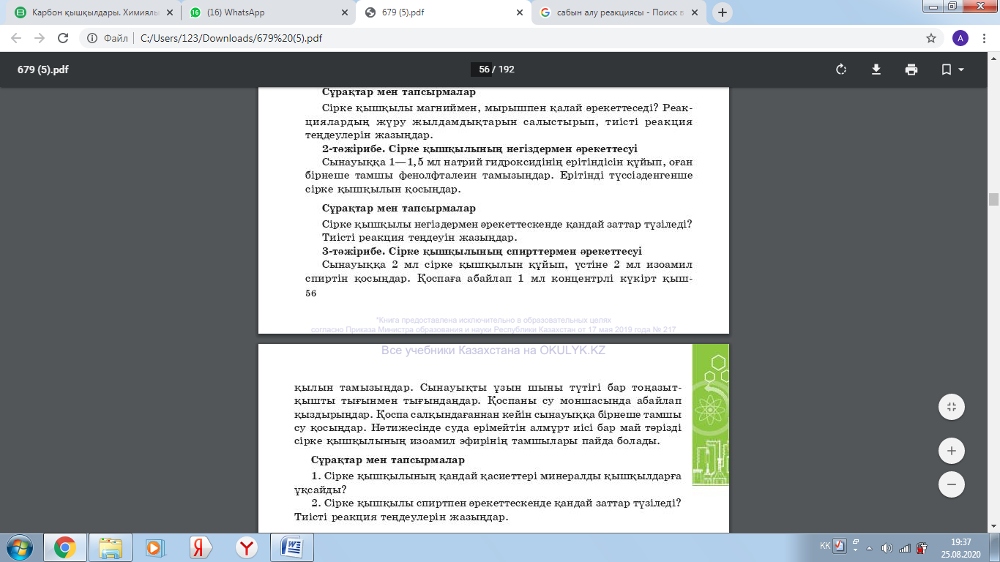 Карбон қышқылдары. Химиялы
(16) WhatsApp
679 (5).pdf
сабын алу реакциясы - Поиск в
Файл
C:/Users/123/Downloads/679%20(5).pdf
A
679 (5).pdf
56 / 192
Сұрақтар мен тапсырмалар
Сірке қышқылы магниймен, мырышпен қалай әрекеттеседі? Реак-
циялардың жүру жылдамдықтарын салыстырып, тиісті реакция
теңдеулерін жазыңдар.
2-тәжірибе. Сірке қышқылының негіздермен әрекеттесуі
Сынауыққа 1—1,5 мл натрий гидроксидінің ерітіндісін құйып, оған
бірнеше тамшы фенолфталеин тамызыңдар. Ерітінді түссізденгенше
сірке қышқылын қосыңдар.
Сұрақтар мен тапсырмалар
Сірке қышқылы негіздермен әрекеттескенде қандай заттар түзіледі?
Тиісті реакция теңдеуін жазыңдар.
3-тәжірибе. Сірке қышқылының спирттермен әрекеттесуі
Сынауыққа 2 мл сірке қышқылын құйып, үстіне 2 мл изоамил
спиртін қосыңдар. Қоспаға абайлап 1 мл концентрлі күкірт қыш-
56
*Книга предоставлена исключительно в образовательных целях
согласно Приказа Министра образования и науки Республики Казахстан от 17 мая 2019 года № 217
Все учебники Казахстана на OKULYK.KZ
қылын тамызыңдар. Сынауықты ұзын шыны түтігі бар тоңазыт-
қышты тығынмен тығындаңдар. Қоспаны су моншасында абайлап
қыздырыңдар. Қоспа салқындағаннан кейін сынауыққа бірнеше тамшы
су қосыңдар. Нәтижесінде суда ерімейтін алмұрт иісі бар май тәрізді
сірке қышқылының изоамил эфирінің тамшылары пайда болады.
Сұрақтар мен тапсырмалар
1. Сірке қышқылының қандай қасиеттері минералды қышқылдарға
ұқсайды?
2. Сірке қышқылы спиртпен әрекеттескенде қандай заттар түзіледі?
Тиісті реакция теңдеулерін жазыңдар.
KK
19:37
25.08.2020